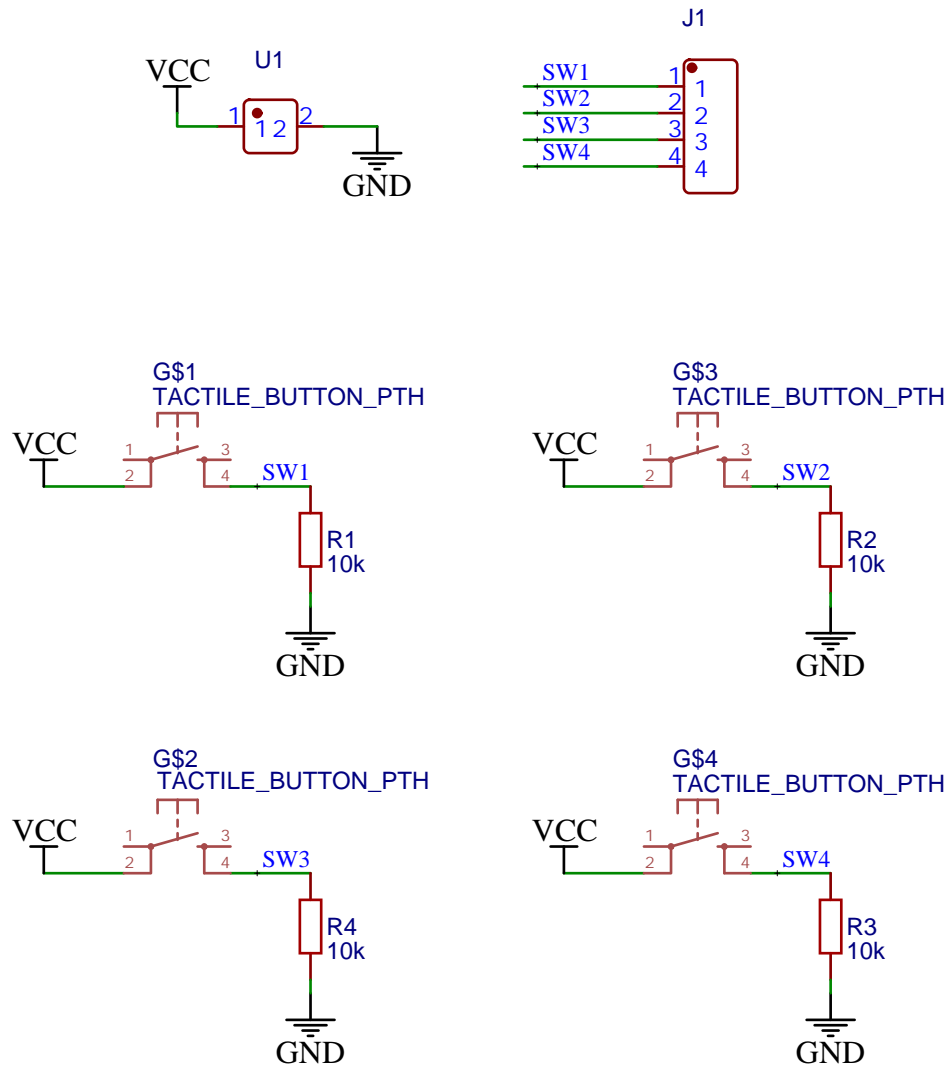 J1
U1
VCC
1
1 2
2
GND
SW1
1
1
SW2
2
2
SW3
3
3
SW4
4
4
G$1
TACTILE_BUTTON_PTH
VCC
1
3
2
4
SW1
R1
10k
GND
G$3
TACTILE_BUTTON_PTH
VCC
1
3
2
4
SW2
R2
10k
GND
G$2
TACTILE_BUTTON_PTH
VCC
1
3
2
4
SW3
R4
10k
GND
G$4
TACTILE_BUTTON_PTH
VCC
1
3
2
4
SW4
R3
10k
GND